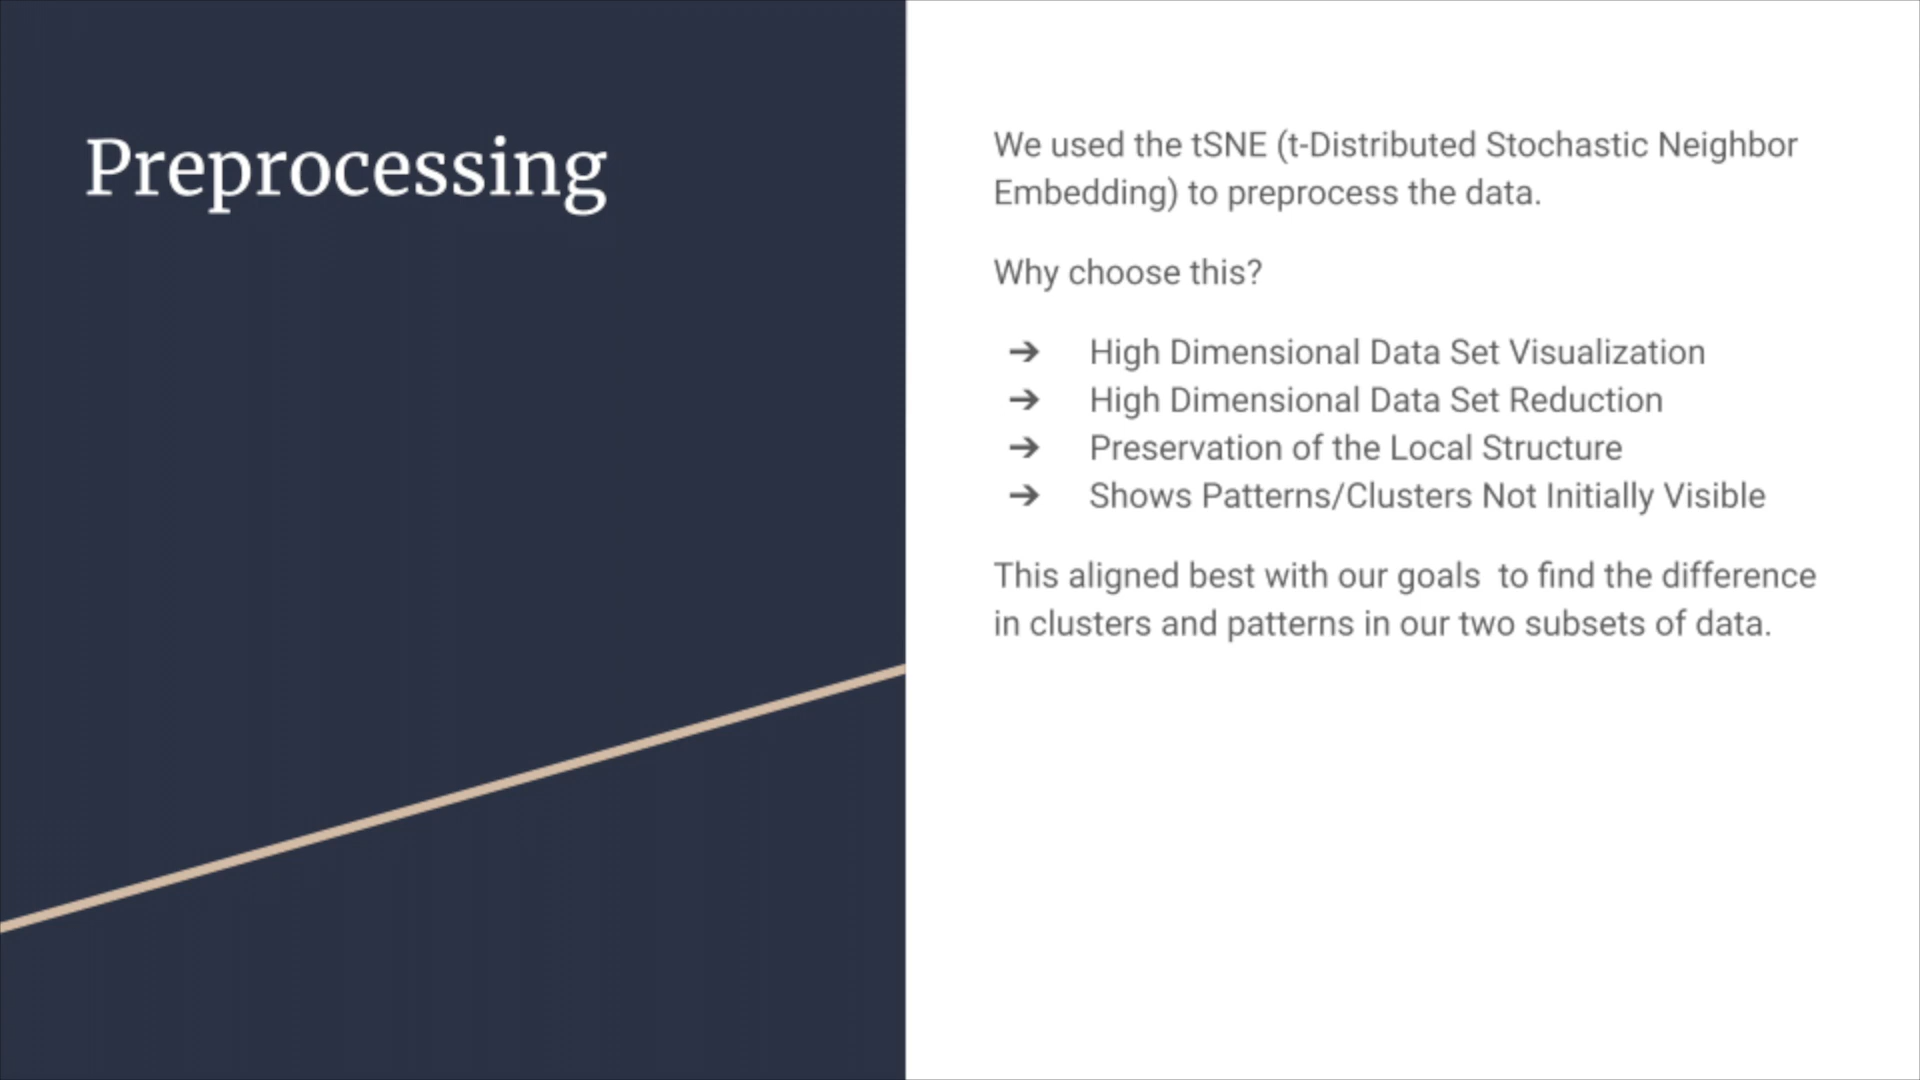 Preprocessing
We used the tSNE (t-Distributed Stochastic Neighbor
Embedding) to preprocess the data.
Why choose this?
➔ High Dimensional Data Set Visualization
➔ High Dimensional Data Set Reduction
➔ Preservation of the Local Structure
➔ Shows Patterns/Clusters Not Initially Visible
This aligned best with our goals  to find the difference
in clusters and patterns in our two subsets of data.